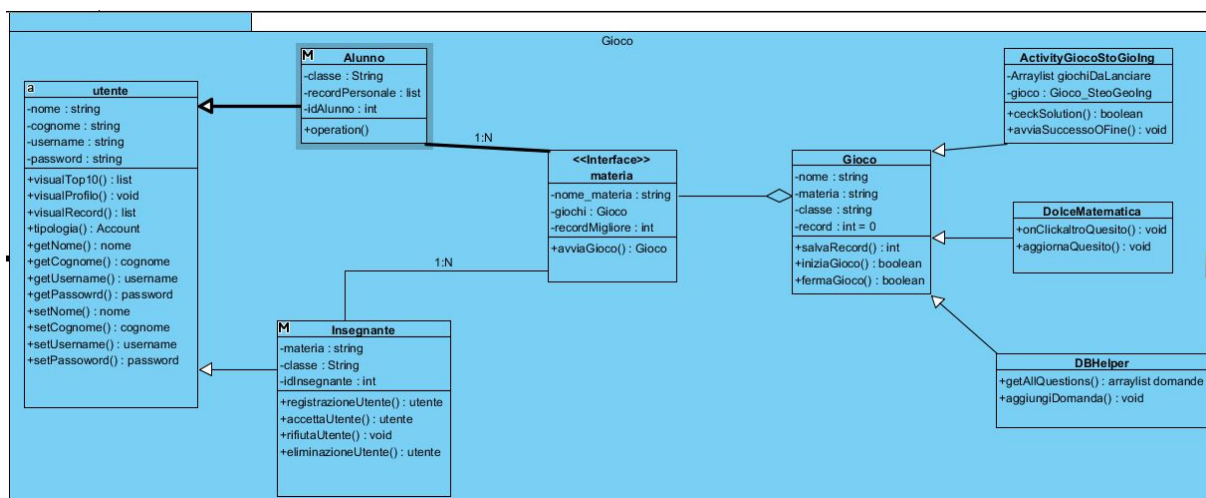 Gioco
a
utente
-nome : string
-cognome : string
-username : string
-password : string
+visualTop10() : list
+visualProfilo() : void
+visualRecord() : list
+tipologia() : Account
+getNome() : nome
+getCognome() : cognome
+getUsername() : username
+getPassowrd() : password
+setNome() : nome
+setCognome() : cognome
+setUsername() : username
+setPassoword() : password
M
Alunno
-classe : String
-recordPersonale : list
-idAlunno : int
+operation()
1:N
<<Interface>>
materia
-nome_materia : string
-giochi : Gioco
-recordMigliore : int
+avviaGioco() : Gioco
1:N
M
Insegnante
-materia : string
-classe : String
-idInsegnante : int
+registrazioneUtente() : utente
+accettaUtente() : utente
+rifiutaUtente() : void
+eliminazioneUtente() : utente
Gioco
-nome : string
-materia : string
-classe : string
-record : int = 0
+salvaRecord() : int
+iniziaGioco() : boolean
+fermaGioco() : boolean
ActivityGiocoStoGioIng
-Arraylist giochiDaLanciare
-gioco : Gioco_SteoGeoIng
+ceckSolution() : boolean
+avviaSuccessoOFine() : void
DolceMatematica
+onClickaltroQuesito() : void
+aggiornaQuesito() : void
DBHelper
+getAllQuestions() : arraylist domande
+aggiungiDomanda() : void